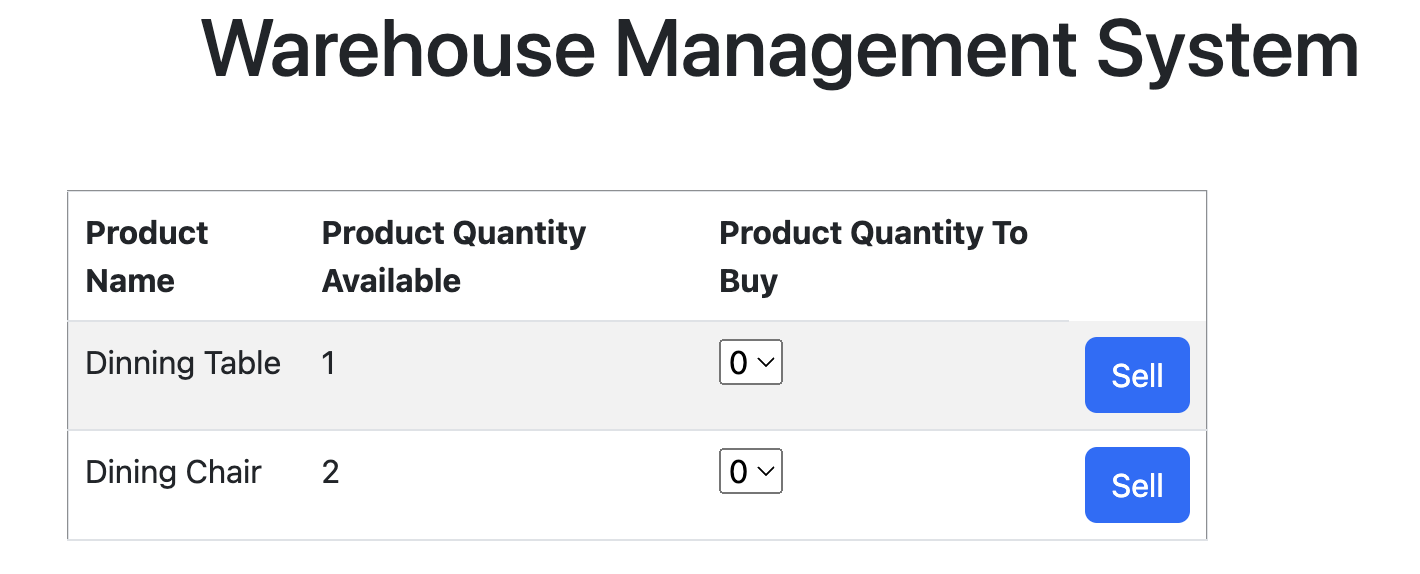 Warehouse Management System
Product Name Product Quantity Available Product Quantity To Buy
Dinning Table 1 0 Sell
Dining Chair 2 0 Sell